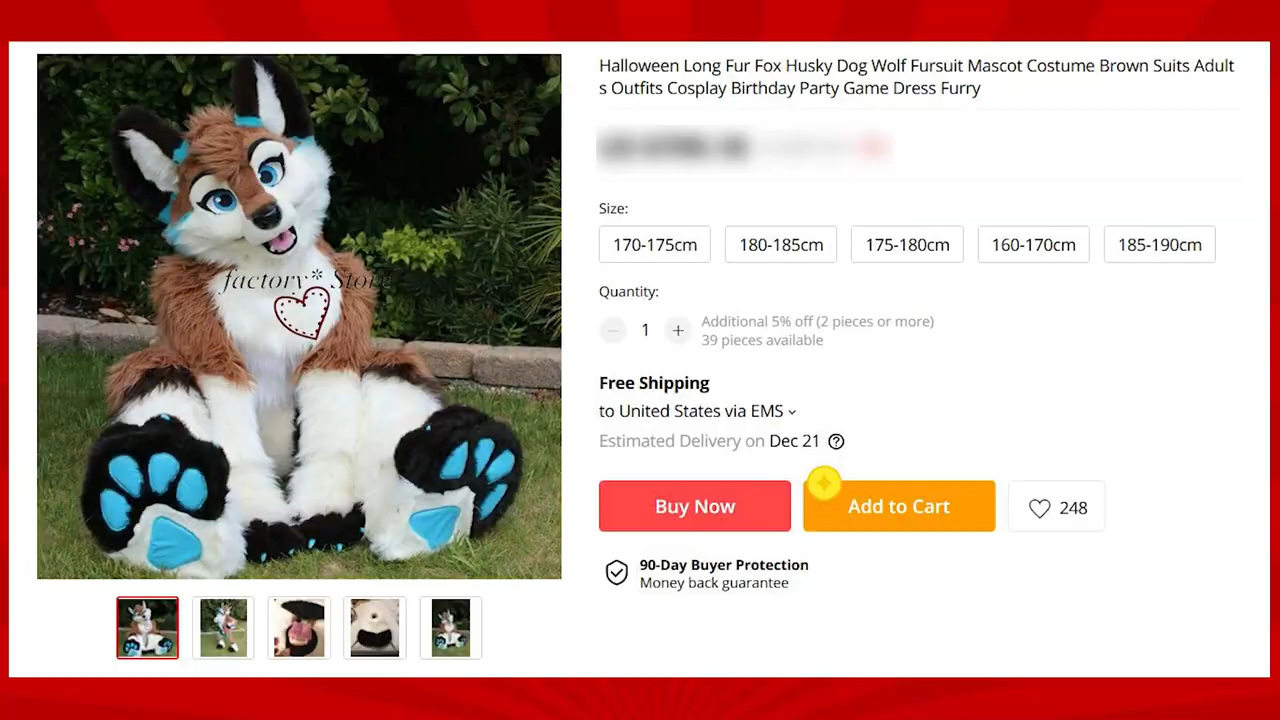 Halloween Long Fur Fox Husky Dog Wolf Fursuit Mascot Costume Brown Suits Adult
s Outfits Cosplay Birthday Party Game Dress Furry
factory* Store
Size:
170-175cm
180-185cm
175-180cm
160-170cm
185-190cm
Quantity:
1
Additional 5% off (2 pieces or more)
39 pieces available
Free Shipping
to United States via EMS
Estimated Delivery on Dec 21
Buy Now
Add to Cart
248
90-Day Buyer Protection
Money back guarantee